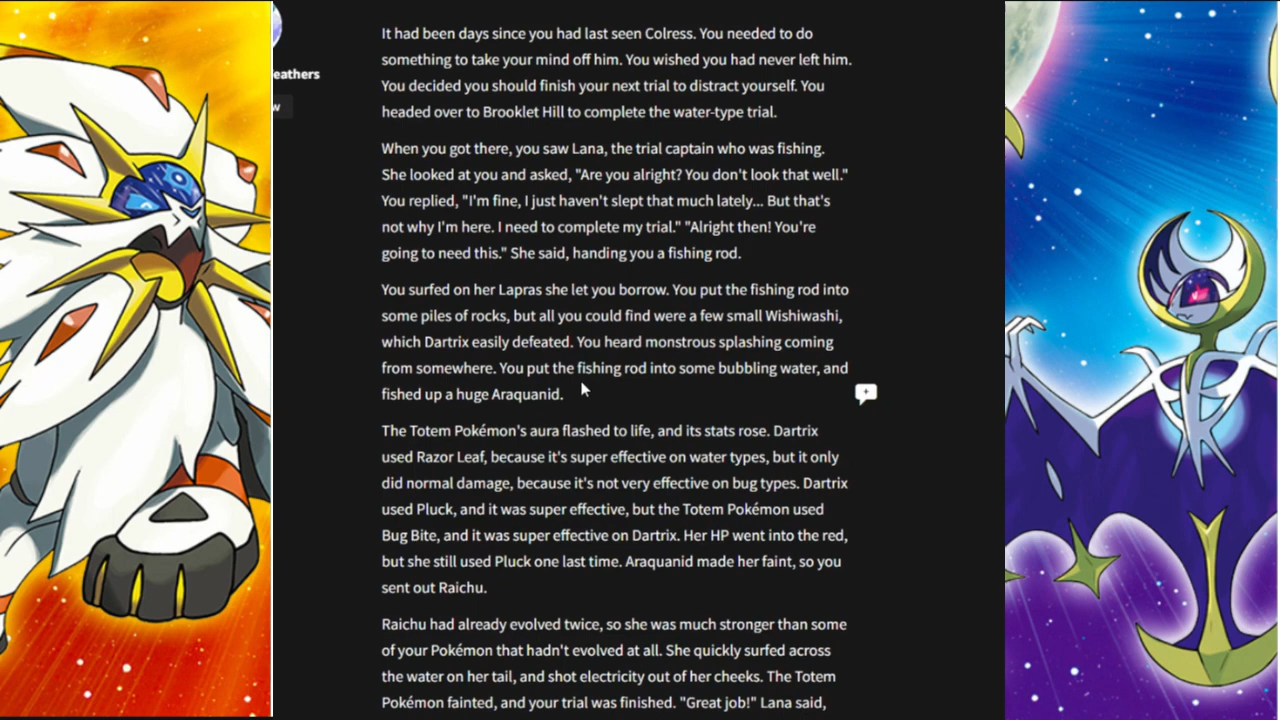 It had been days since you had last seen Colress. You needed to do
something to take your mind off him. You wished you had never left him.
You decided you should finish your next trial to distract yourself. You
headed over to Brooklet Hill to complete the water-type trial.
eathers
w
When you got there, you saw Lana, the trial captain who was fishing.
She looked at you and asked, "Are you alright? You don't look that well."
You replied, "I'm fine, I just haven't slept that much lately... But that's
not why I'm here. I need to complete my trial." "Alright then! You're
going to need this." She said, handing you a fishing rod.
You surfed on her Lapras she let you borrow. You put the fishing rod into
some piles of rocks, but all you could find were a few small Wishiwashi,
which Dartrix easily defeated. You heard monstrous splashing coming
from somewhere. You put the fishing rod into some bubbling water, and
fished up a huge Araquanid.
The Totem Pokémon's aura flashed to life, and its stats rose. Dartrix
used Razor Leaf, because it's super effective on water types, but it only
did normal damage, because it's not very effective on bug types. Dartrix
used Pluck, and it was super effective, but the Totem Pokémon used
Bug Bite, and it was super effective on Dartrix. Her HP went into the red,
but she still used Pluck one last time. Araquanid made her faint, so you
sent out Raichu.
Raichu had already evolved twice, so she was much stronger than some
of your Pokémon that hadn't evolved at all. She quickly surfed across
the water on her tail, and shot electricity out of her cheeks. The Totem
Pokémon fainted, and your trial was finished. "Great job!" Lana said,